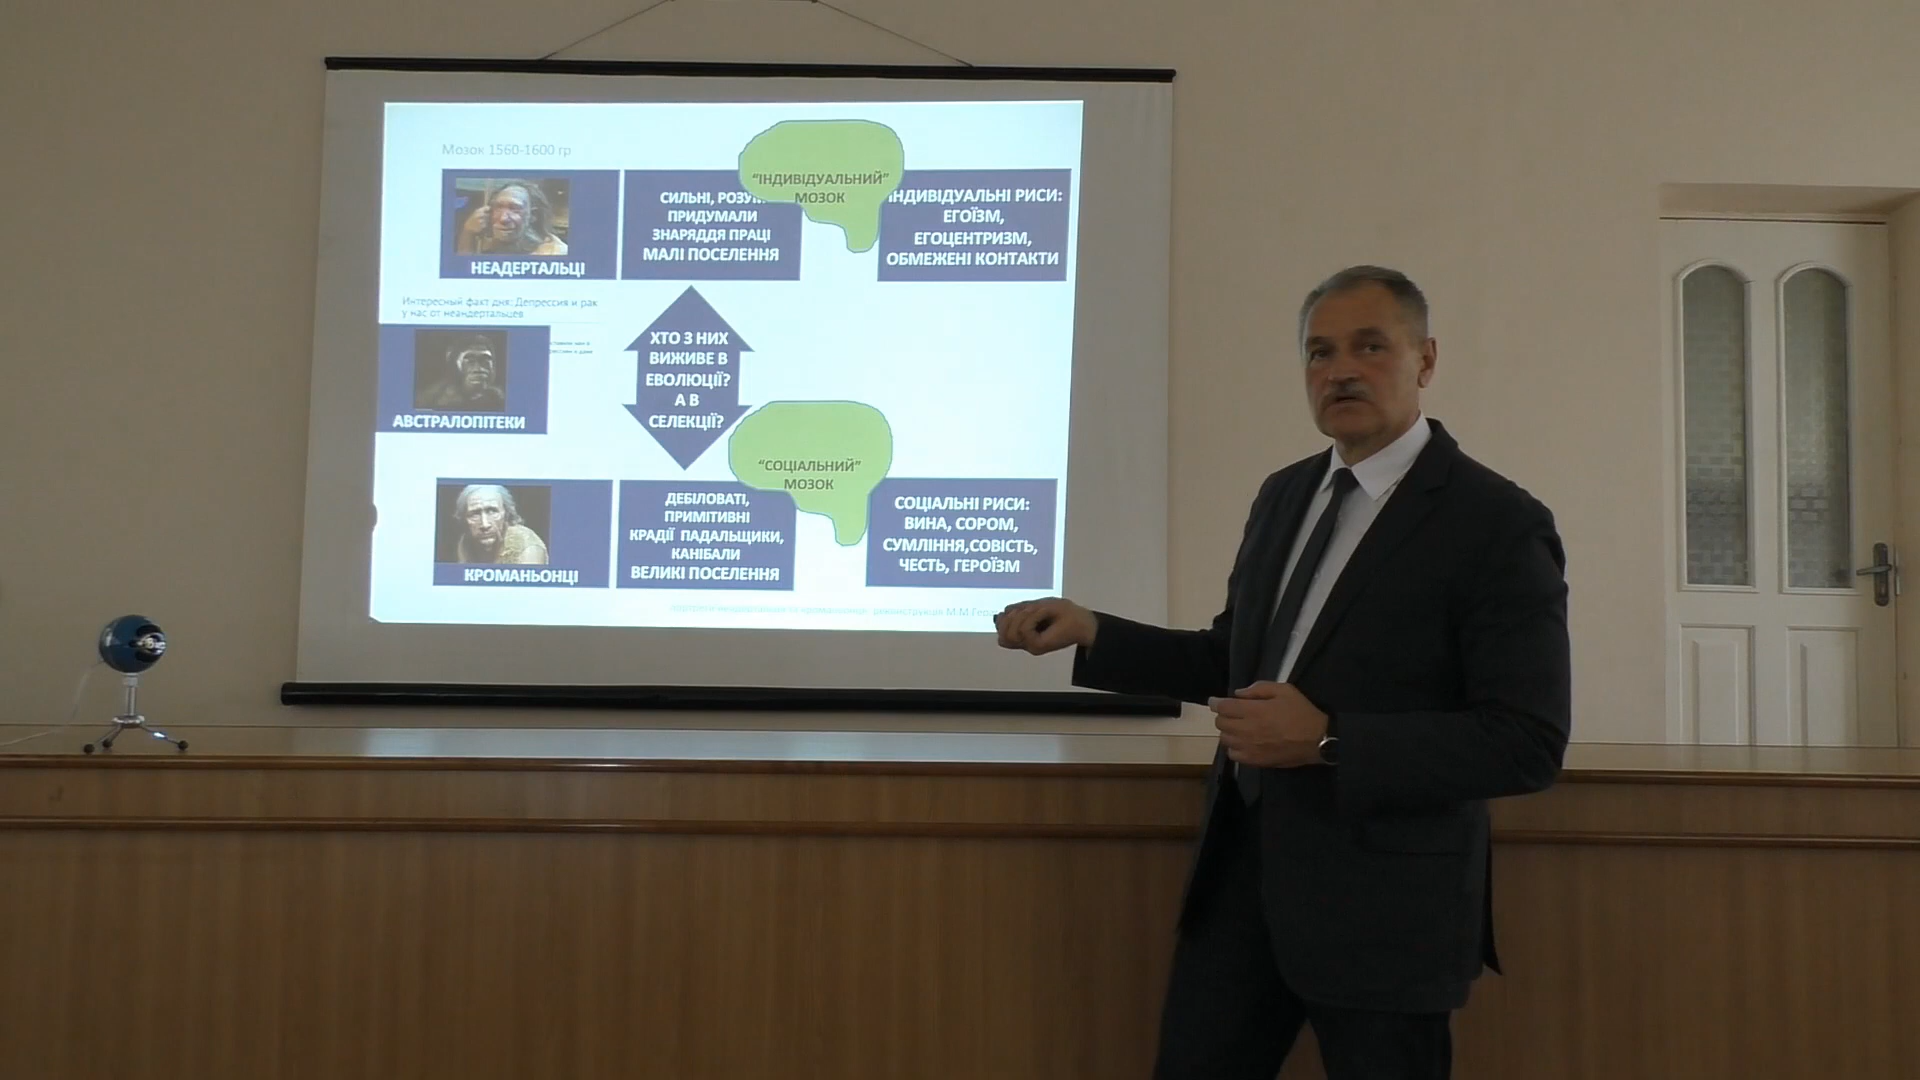 Мозок 1560-1600 гр
НЕАДЕРТАЛЬЦІ
СИЛЬНІ,
ПРИДУМАЛИ
ЗНАРЯДДЯ ПРАЦІ
МАЛІ ПОСЕЛЕННЯ
“ІНДИВІДУАЛЬНИЙ”
МОЗОК
ІНДИВІДУАЛЬНІ РИСИ:
ЕГОЇЗМ,
ЕГОЦЕНТРИЗМ,
ОБМЕЖЕНІ КОНТАКТИ
Интересный факт дня: Депрессия и рак
у нас от неандертальцев
АВСТРАЛОПІТЕКИ
ХТО З НИХ
ВИЖИВЕ В
ЕВОЛЮЦІЇ?
А В
СЕЛЕКЦІЇ?
КРОМАНЬОНЦІ
ДЕБІЛОВАТІ,
ПРИМІТИВНІ
КРАДІЇ ПАДАЛЬЩИКИ,
КАНІБАЛИ
ВЕЛИКІ ПОСЕЛЕННЯ
“СОЦІАЛЬНИЙ”
МОЗОК
СОЦІАЛЬНІ РИСИ:
ВИНА, СОРОМ,
СУМЛІННЯ,СОВІСТЬ,
ЧЕСТЬ, ГЕРОЇЗМ
реконструкція М.М.